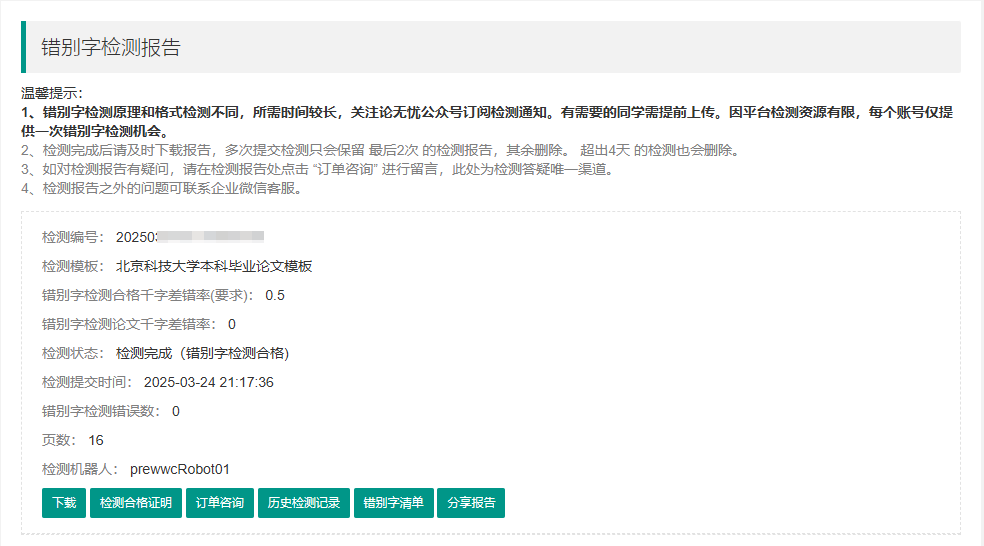 错别字检测报告
温馨提示：
1、错别字检测原理和格式检测不同，所需时间较长，关注论无忧公众号订阅检测通知。有需要的同学需提前上传。因平台检测资源有限，每个账号仅提
供一次错别字检测机会。
2、检测完成后请及时下载报告，多次提交检测只会保留 最后2次 的检测报告，其余删除。 超出4天 的检测也会删除。
3、如对检测报告有疑问，请在检测报告处点击 “订单咨询” 进行留言，此处为检测答疑唯一渠道。
4、检测报告之外的问题可联系企业微信客服。
检测编号： 20250
检测模板： 北京科技大学本科毕业论文模板
错别字检测合格千字差错率(要求)： 0.5
错别字检测论文千字差错率： 0
检测状态： 检测完成（错别字检测合格)
检测提交时间： 2025-03-24 21:17:36
错别字检测错误数： 0
页数： 16
检测机器人： prewwcRobot01
下载 检测合格证明 订单咨询 历史检测记录 错别字清单 分享报告